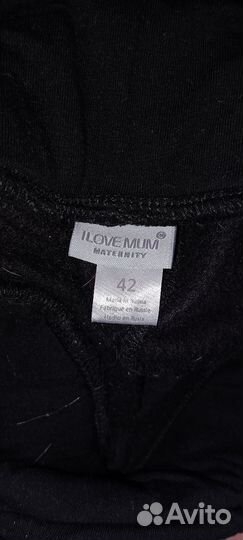 I LOVE MUM®
MATERNITY
42
Made in Russia
Fabriqué en Russie
Hecho en Rusia
Avito